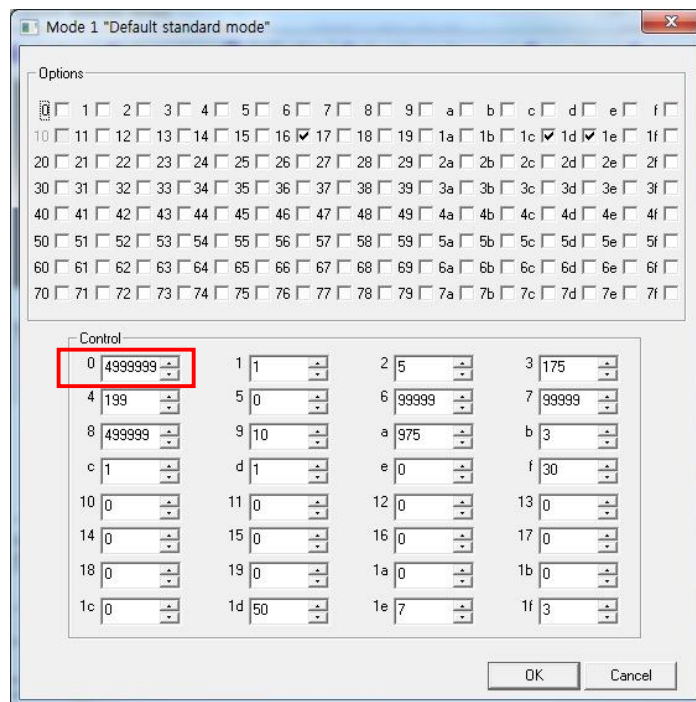 Mode 1 "Default standard mode"
x
Options
0 1 2 3 4 5 6 7 8 9 a b c d e f
10 11 12 13 14 15 16 17 18 19 1a 1b 1c 1d 1e 1f
20 21 22 23 24 25 26 27 28 29 2a 2b 2c 2d 2e 2f
30 31 32 33 34 35 36 37 38 39 3a 3b 3c 3d 3e 3f
40 41 42 43 44 45 46 47 48 49 4a 4b 4c 4d 4e 4f
50 51 52 53 54 55 56 57 58 59 5a 5b 5c 5d 5e 5f
60 61 62 63 64 65 66 67 68 69 6a 6b 6c 6d 6e 6f
70 71 72 73 74 75 76 77 78 79 7a 7b 7c 7d 7e 7f
Control
0 4999999 1 1 2 5 3 175
4 199 5 0 6 99999 7 99999
8 499999 9 10 a 975 b 3
c 1 d 1 e 0 f 30
10 0 11 0 12 0 13 0
14 0 15 0 16 0 17 0
18 0 19 0 1a 0 1b 0
1c 0 1d 50 1e 7 1f 3
OK Cancel